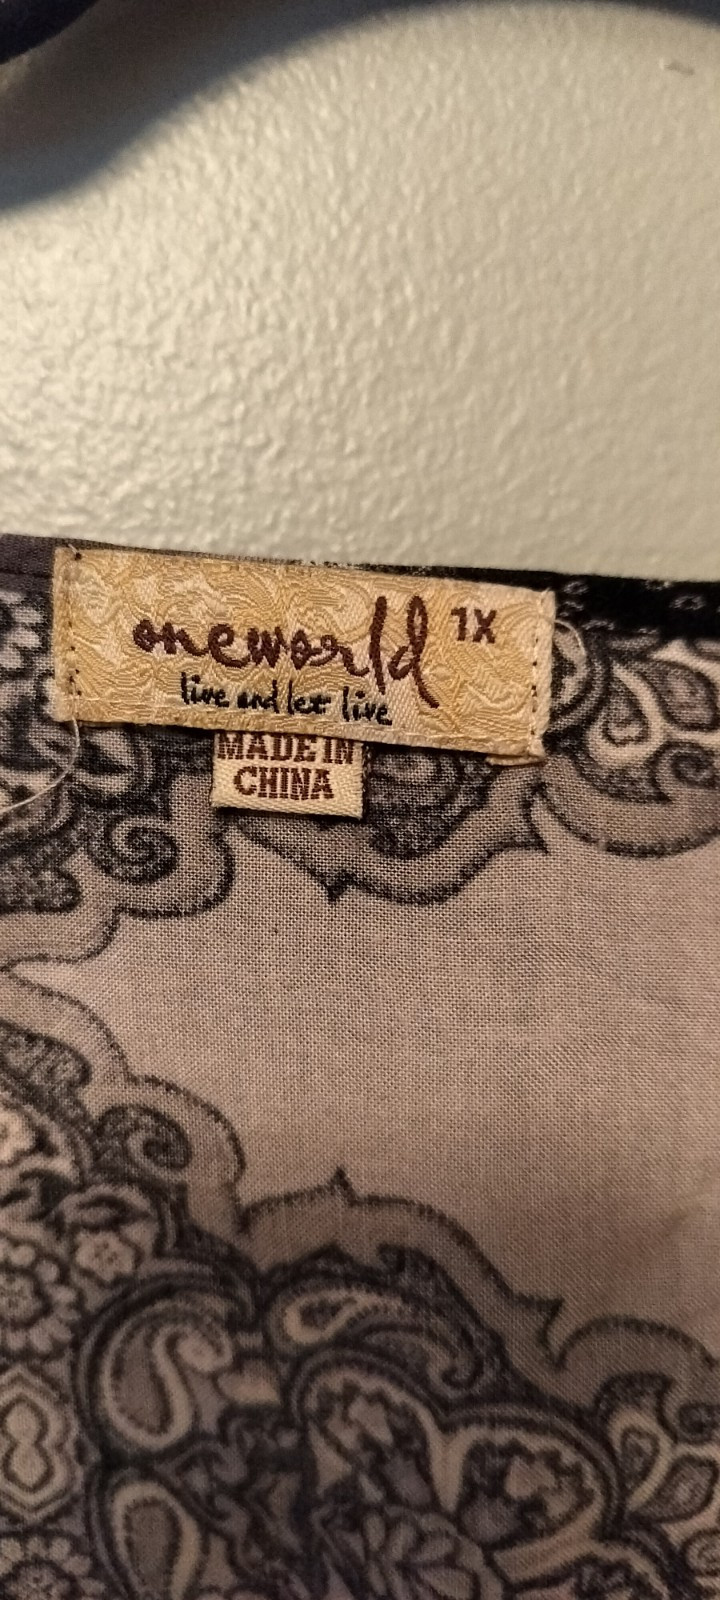 oneworld 1X
live and let live
MADE IN
CHINA